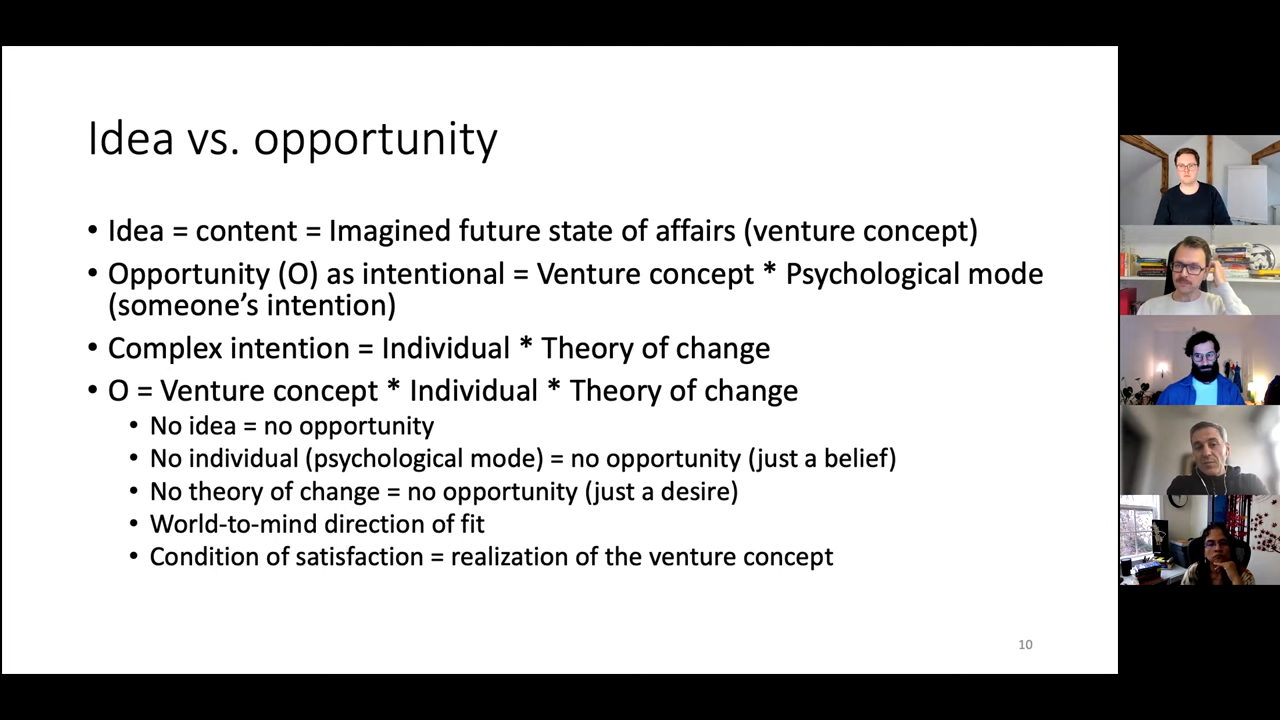 Idea vs. opportunity
• Idea = content = Imagined future state of affairs (venture concept)
• Opportunity (O) as intentional = Venture concept * Psychological mode
(someone’s intention)
• Complex intention = Individual * Theory of change
• O = Venture concept * Individual * Theory of change
• No idea = no opportunity
• No individual (psychological mode) = no opportunity (just a belief)
• No theory of change = no opportunity (just a desire)
• World-to-mind direction of fit
• Condition of satisfaction = realization of the venture concept
10